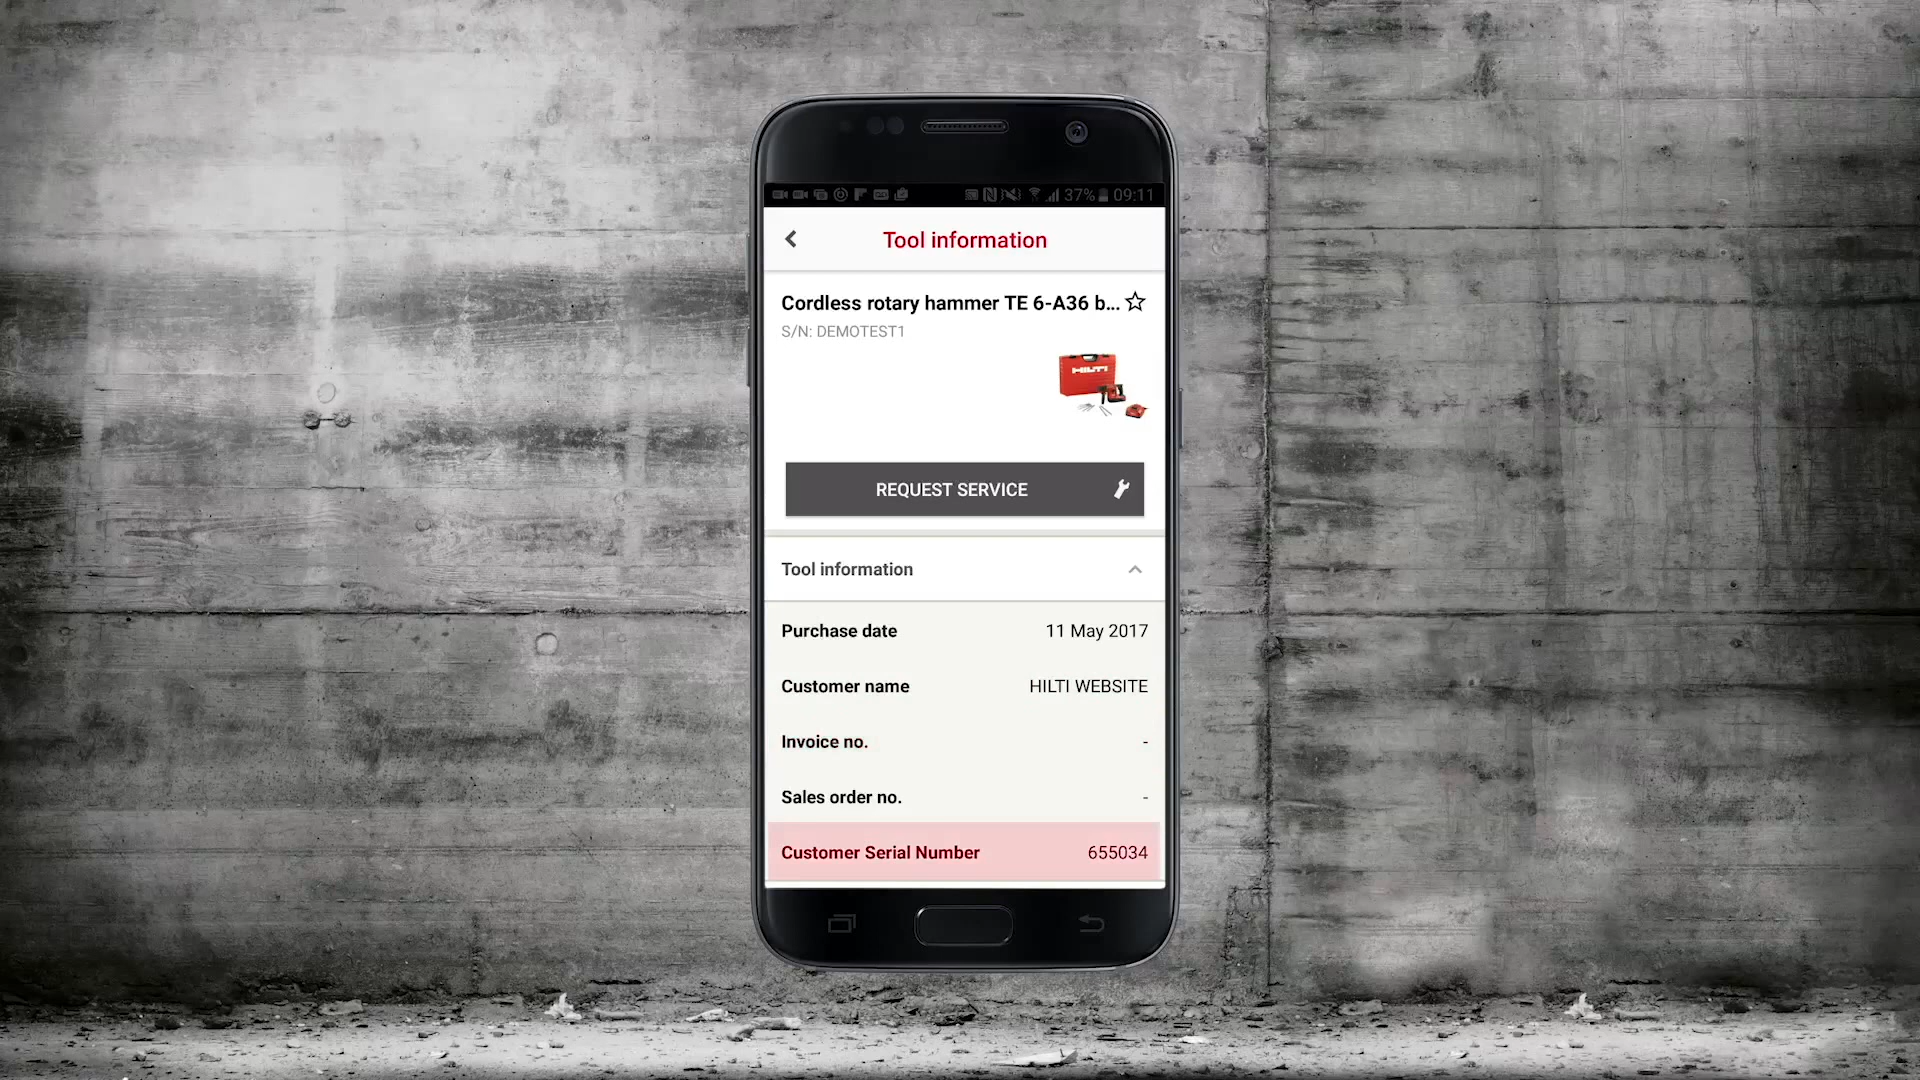 37% 09:11
Tool information
Cordless rotary hammer TE 6-A36 b...
S/N: DEMOTEST1
HILTI
REQUEST SERVICE
Tool information
Purchase date 11 May 2017
Customer name HILTI WEBSITE
Invoice no. -
Sales order no. -
Customer Serial Number 655034